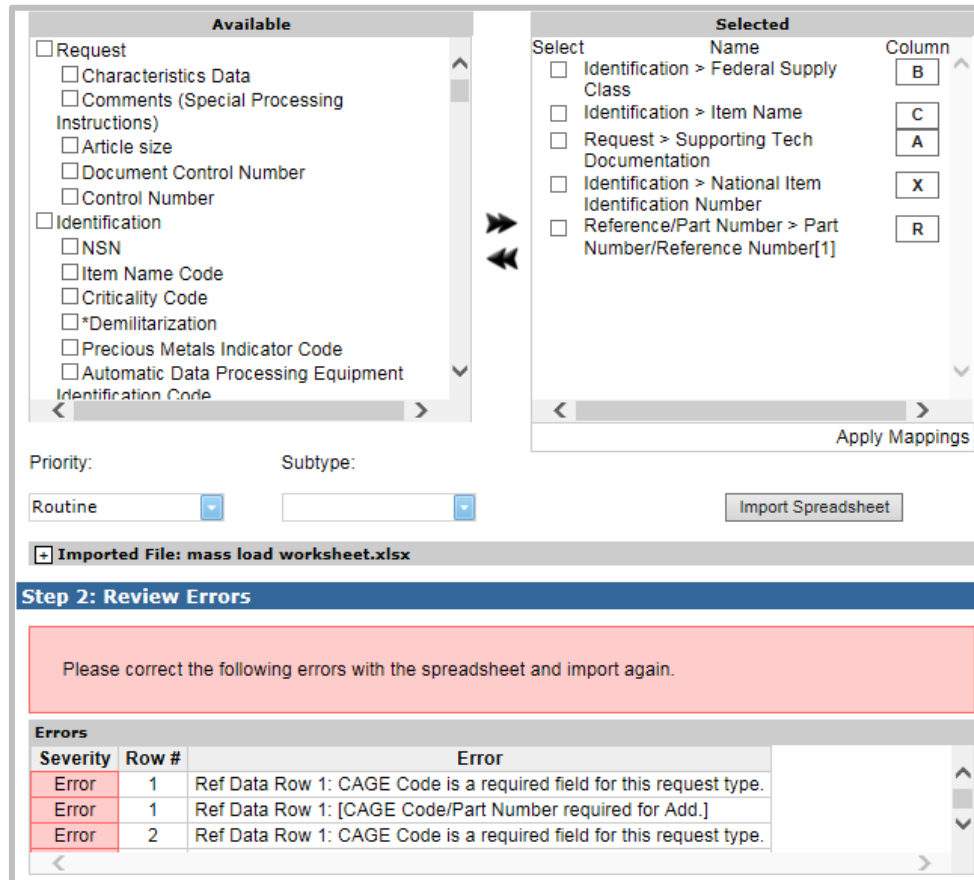 Available
Request
Characteristics Data
Comments (Special Processing
Instructions)
Article size
Document Control Number
Control Number
Identification
NSN
Item Name Code
Criticality Code
*Demilitarization
Precious Metals Indicator Code
Automatic Data Processing Equipment
Identification Code
Selected
Select Name Column
Identification > Federal Supply
Class
B
Identification > Item Name C
Request > Supporting Tech
Documentation
A
Identification > National Item
Identification Number
X
Reference/Part Number > Part
Number/Reference Number[1]
R
Apply Mappings
Priority: Subtype:
Routine
Import Spreadsheet
+ Imported File: mass load worksheet.xlsx
Step 2: Review Errors
Please correct the following errors with the spreadsheet and import again.
Errors
Severity Row # Error
Error 1 Ref Data Row 1: CAGE Code is a required field for this request type.
Error 1 Ref Data Row 1: [CAGE Code/Part Number required for Add.]
Error 2 Ref Data Row 1: CAGE Code is a required field for this request type.